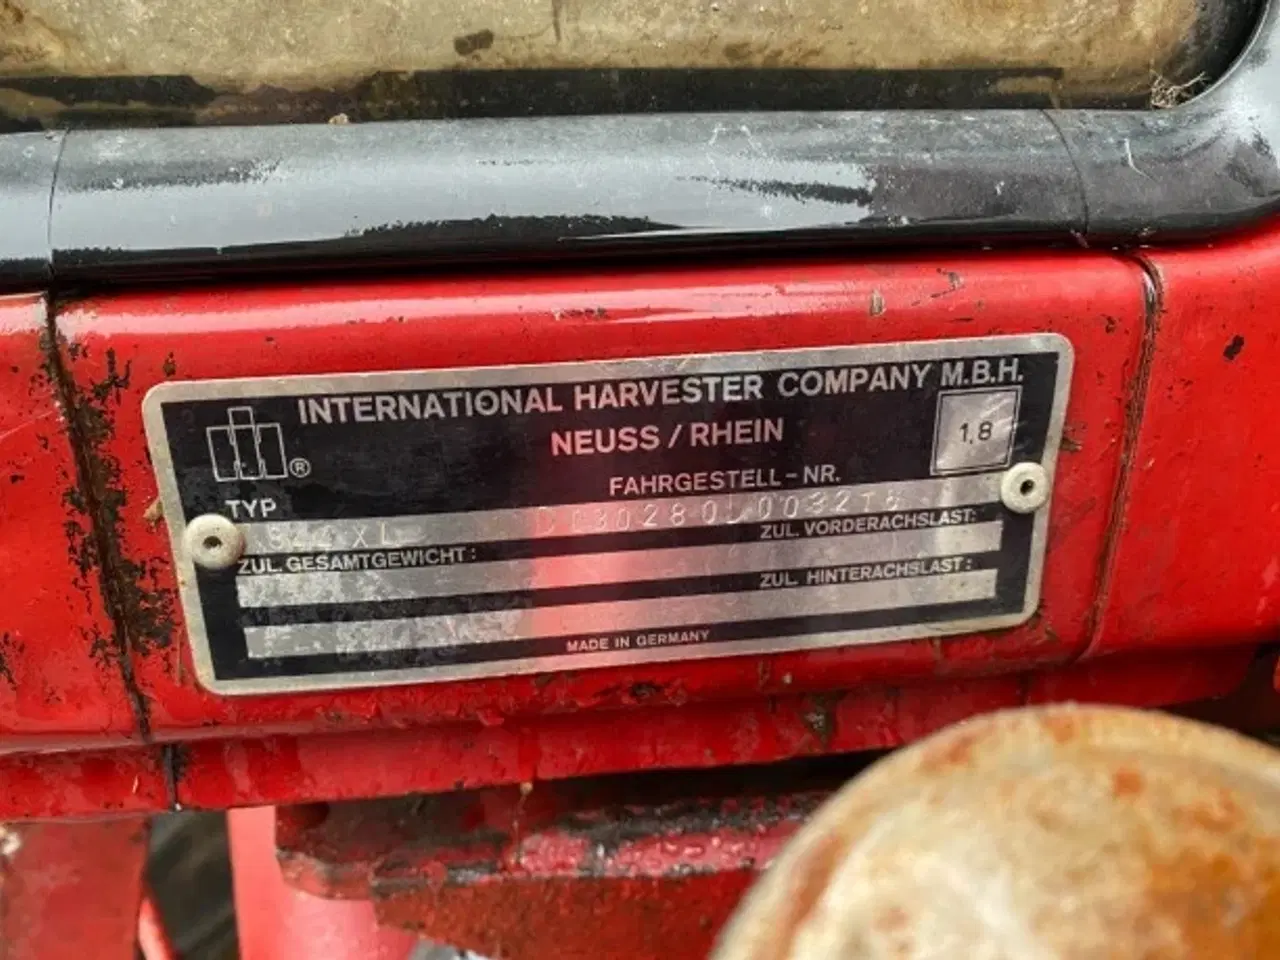 INTERNATIONAL HARVESTER COMPANY M.B.H.
NEUSS / RHEIN
1,8
FAHRGESTELL-NR.
®
TYP
XL
ZUL. GESAMTGEWICHT:
ZUL. VORDERACHSLAST:
ZUL. HINTERACHSLAST:
MADE IN GERMANY